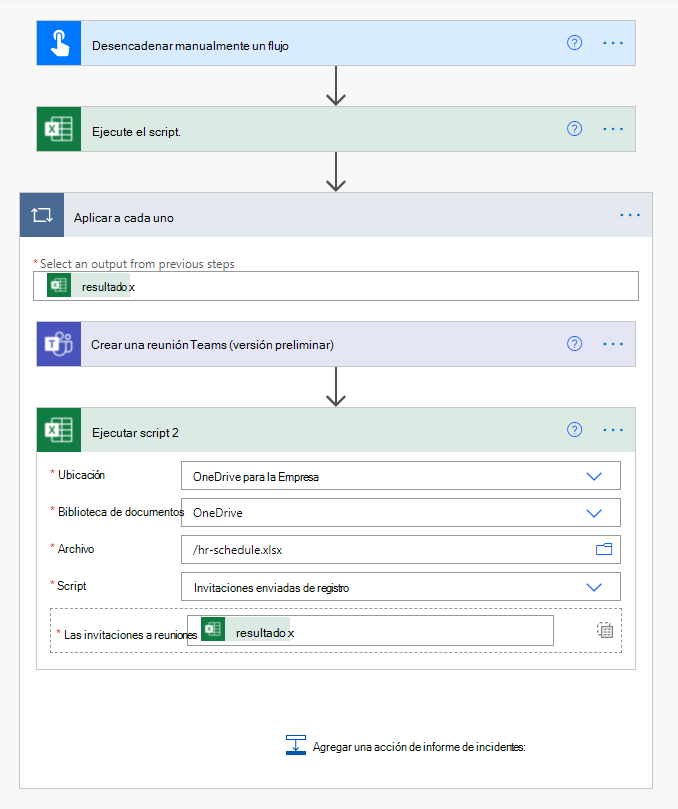 Desencadenar manualmente un flujo
Ejecute el script.
Aplicar a cada uno
* Select an output from previous steps
resultado x
Crear una reunión Teams (versión preliminar)
Ejecutar script 2
* Ubicación
OneDrive para la Empresa
* Biblioteca de documentos
OneDrive
* Archivo
/hr-schedule.xlsx
* Script
Invitaciones enviadas de registro
* Las invitaciones a reuniones
resultado x
Agregar una acción de informe de incidentes: